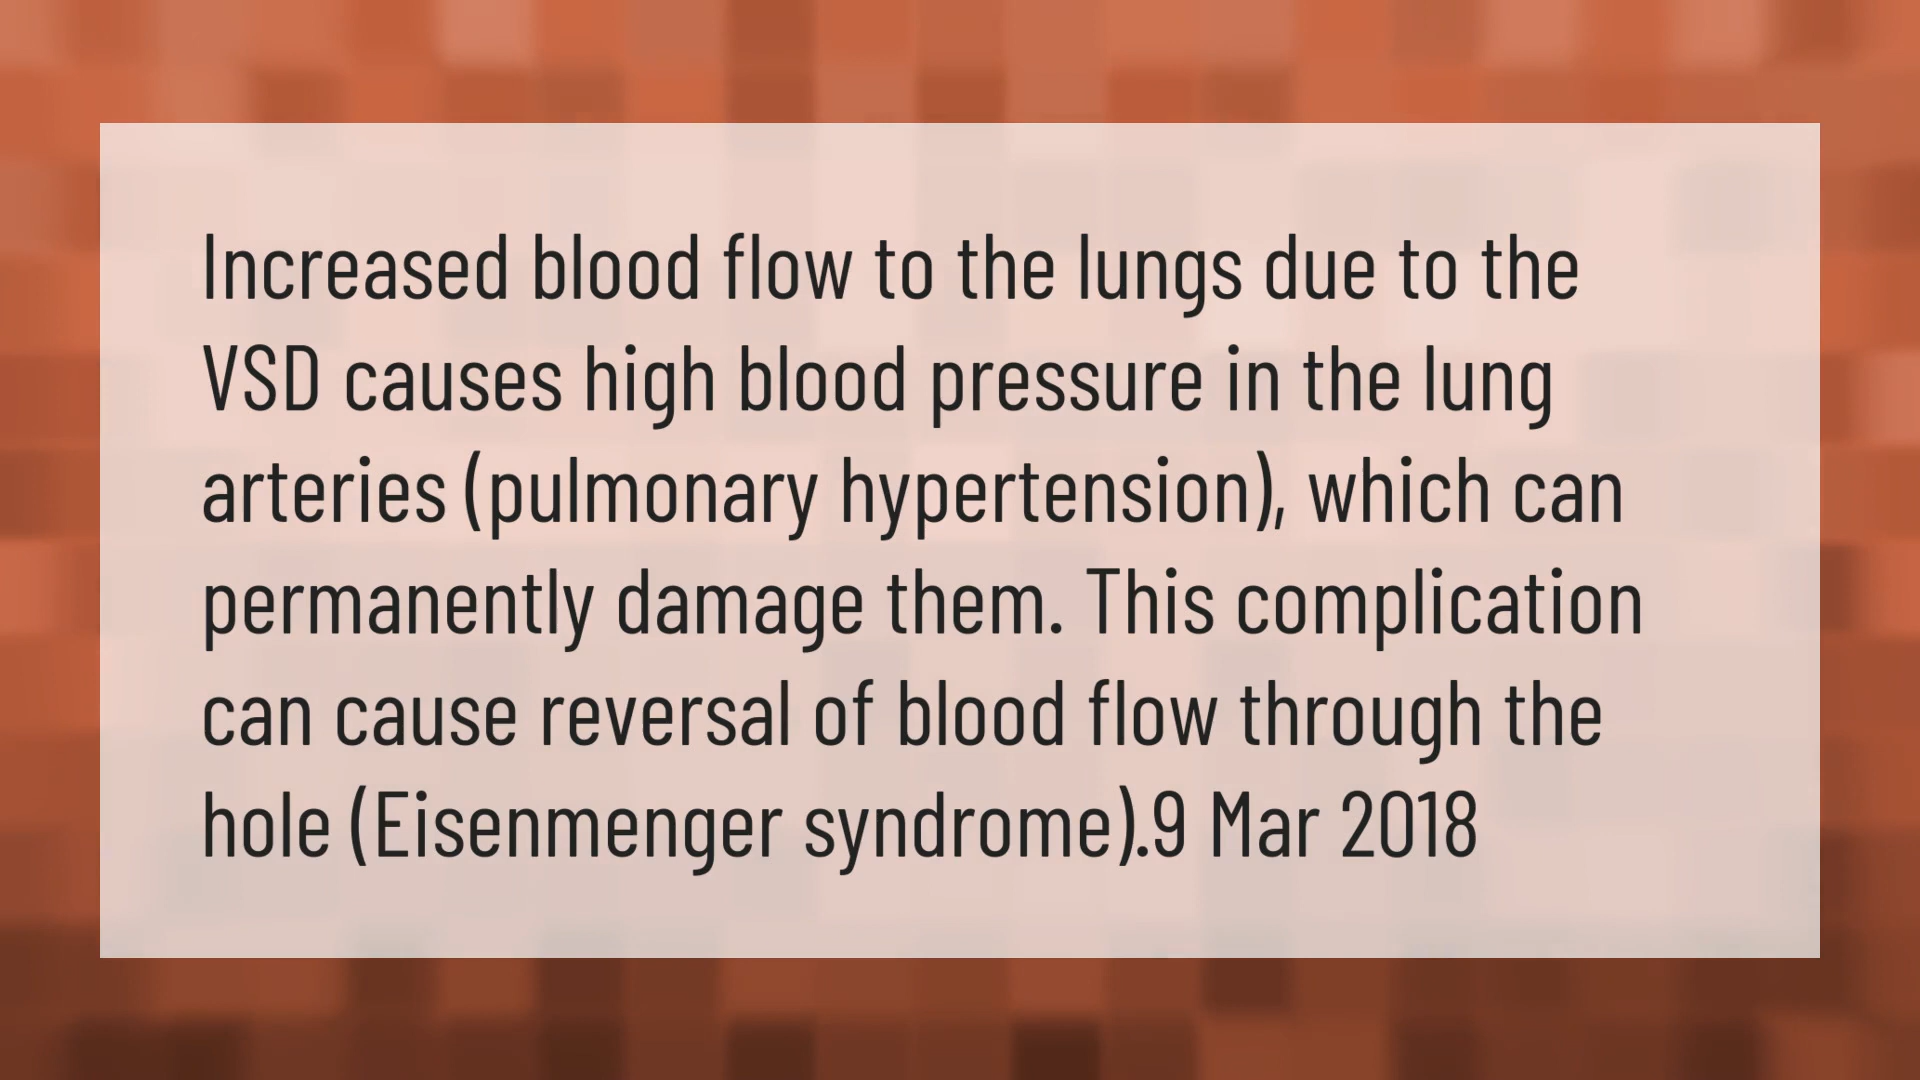 Increased blood flow to the lungs due to the
VSD causes high blood pressure in the lung
arteries (pulmonary hypertension), which can
permanently damage them. This complication
can cause reversal of blood flow through the
hole (Eisenmenger syndrome).9 Mar 2018